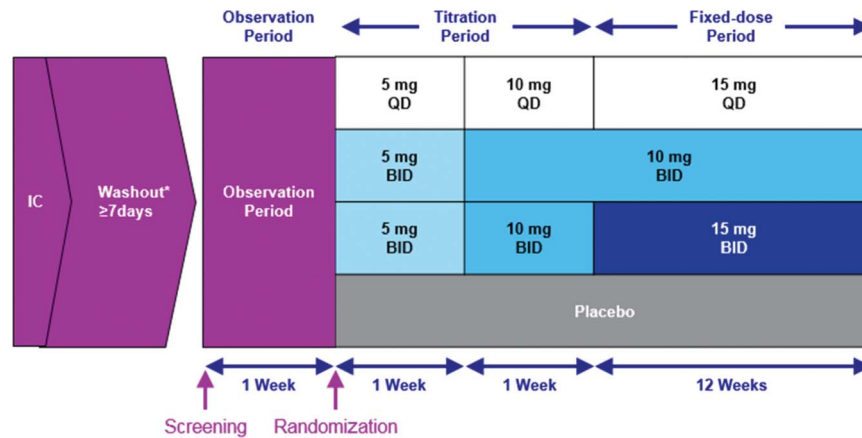 Observation
Period
Titration
Period
Fixed-dose
Period
IC
Washout*
≥7days
Observation
Period
5 mg
QD
10 mg
QD
15 mg
QD
5 mg
BID
10 mg
BID
5 mg
BID
10 mg
BID
15 mg
BID
Placebo
1 Week
1 Week
1 Week
12 Weeks
Screening
Randomization